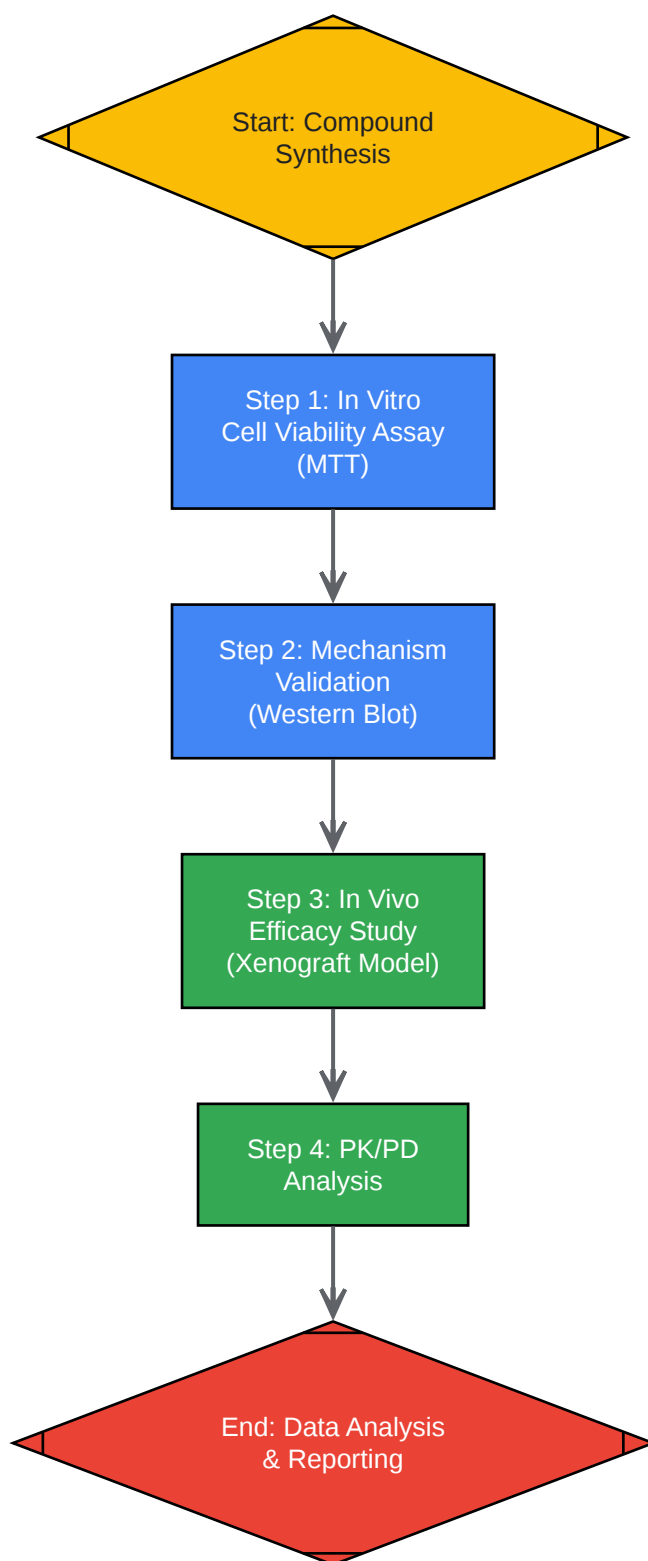 Start: Compound
Synthesis
Step 1: In Vitro
Cell Viability Assay
(MTT)
Step 2: Mechanism
Validation
(Western Blot)
Step 3: In Vivo
Efficacy Study
(Xenograft Model)
Step 4: PK/PD
Analysis
End: Data Analysis
& Reporting